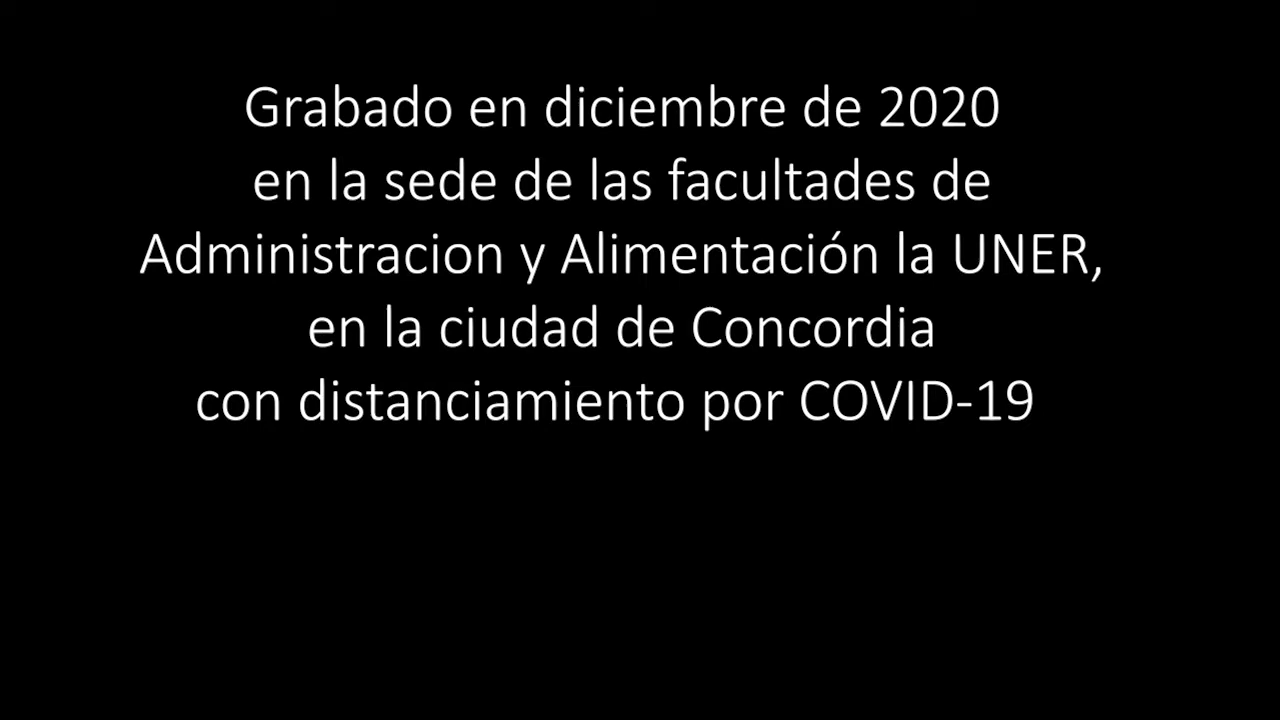 Grabado en diciembre de 2020
en la sede de las facultades de
Administracion y Alimentación la UNER,
en la ciudad de Concordia
con distanciamiento por COVID-19